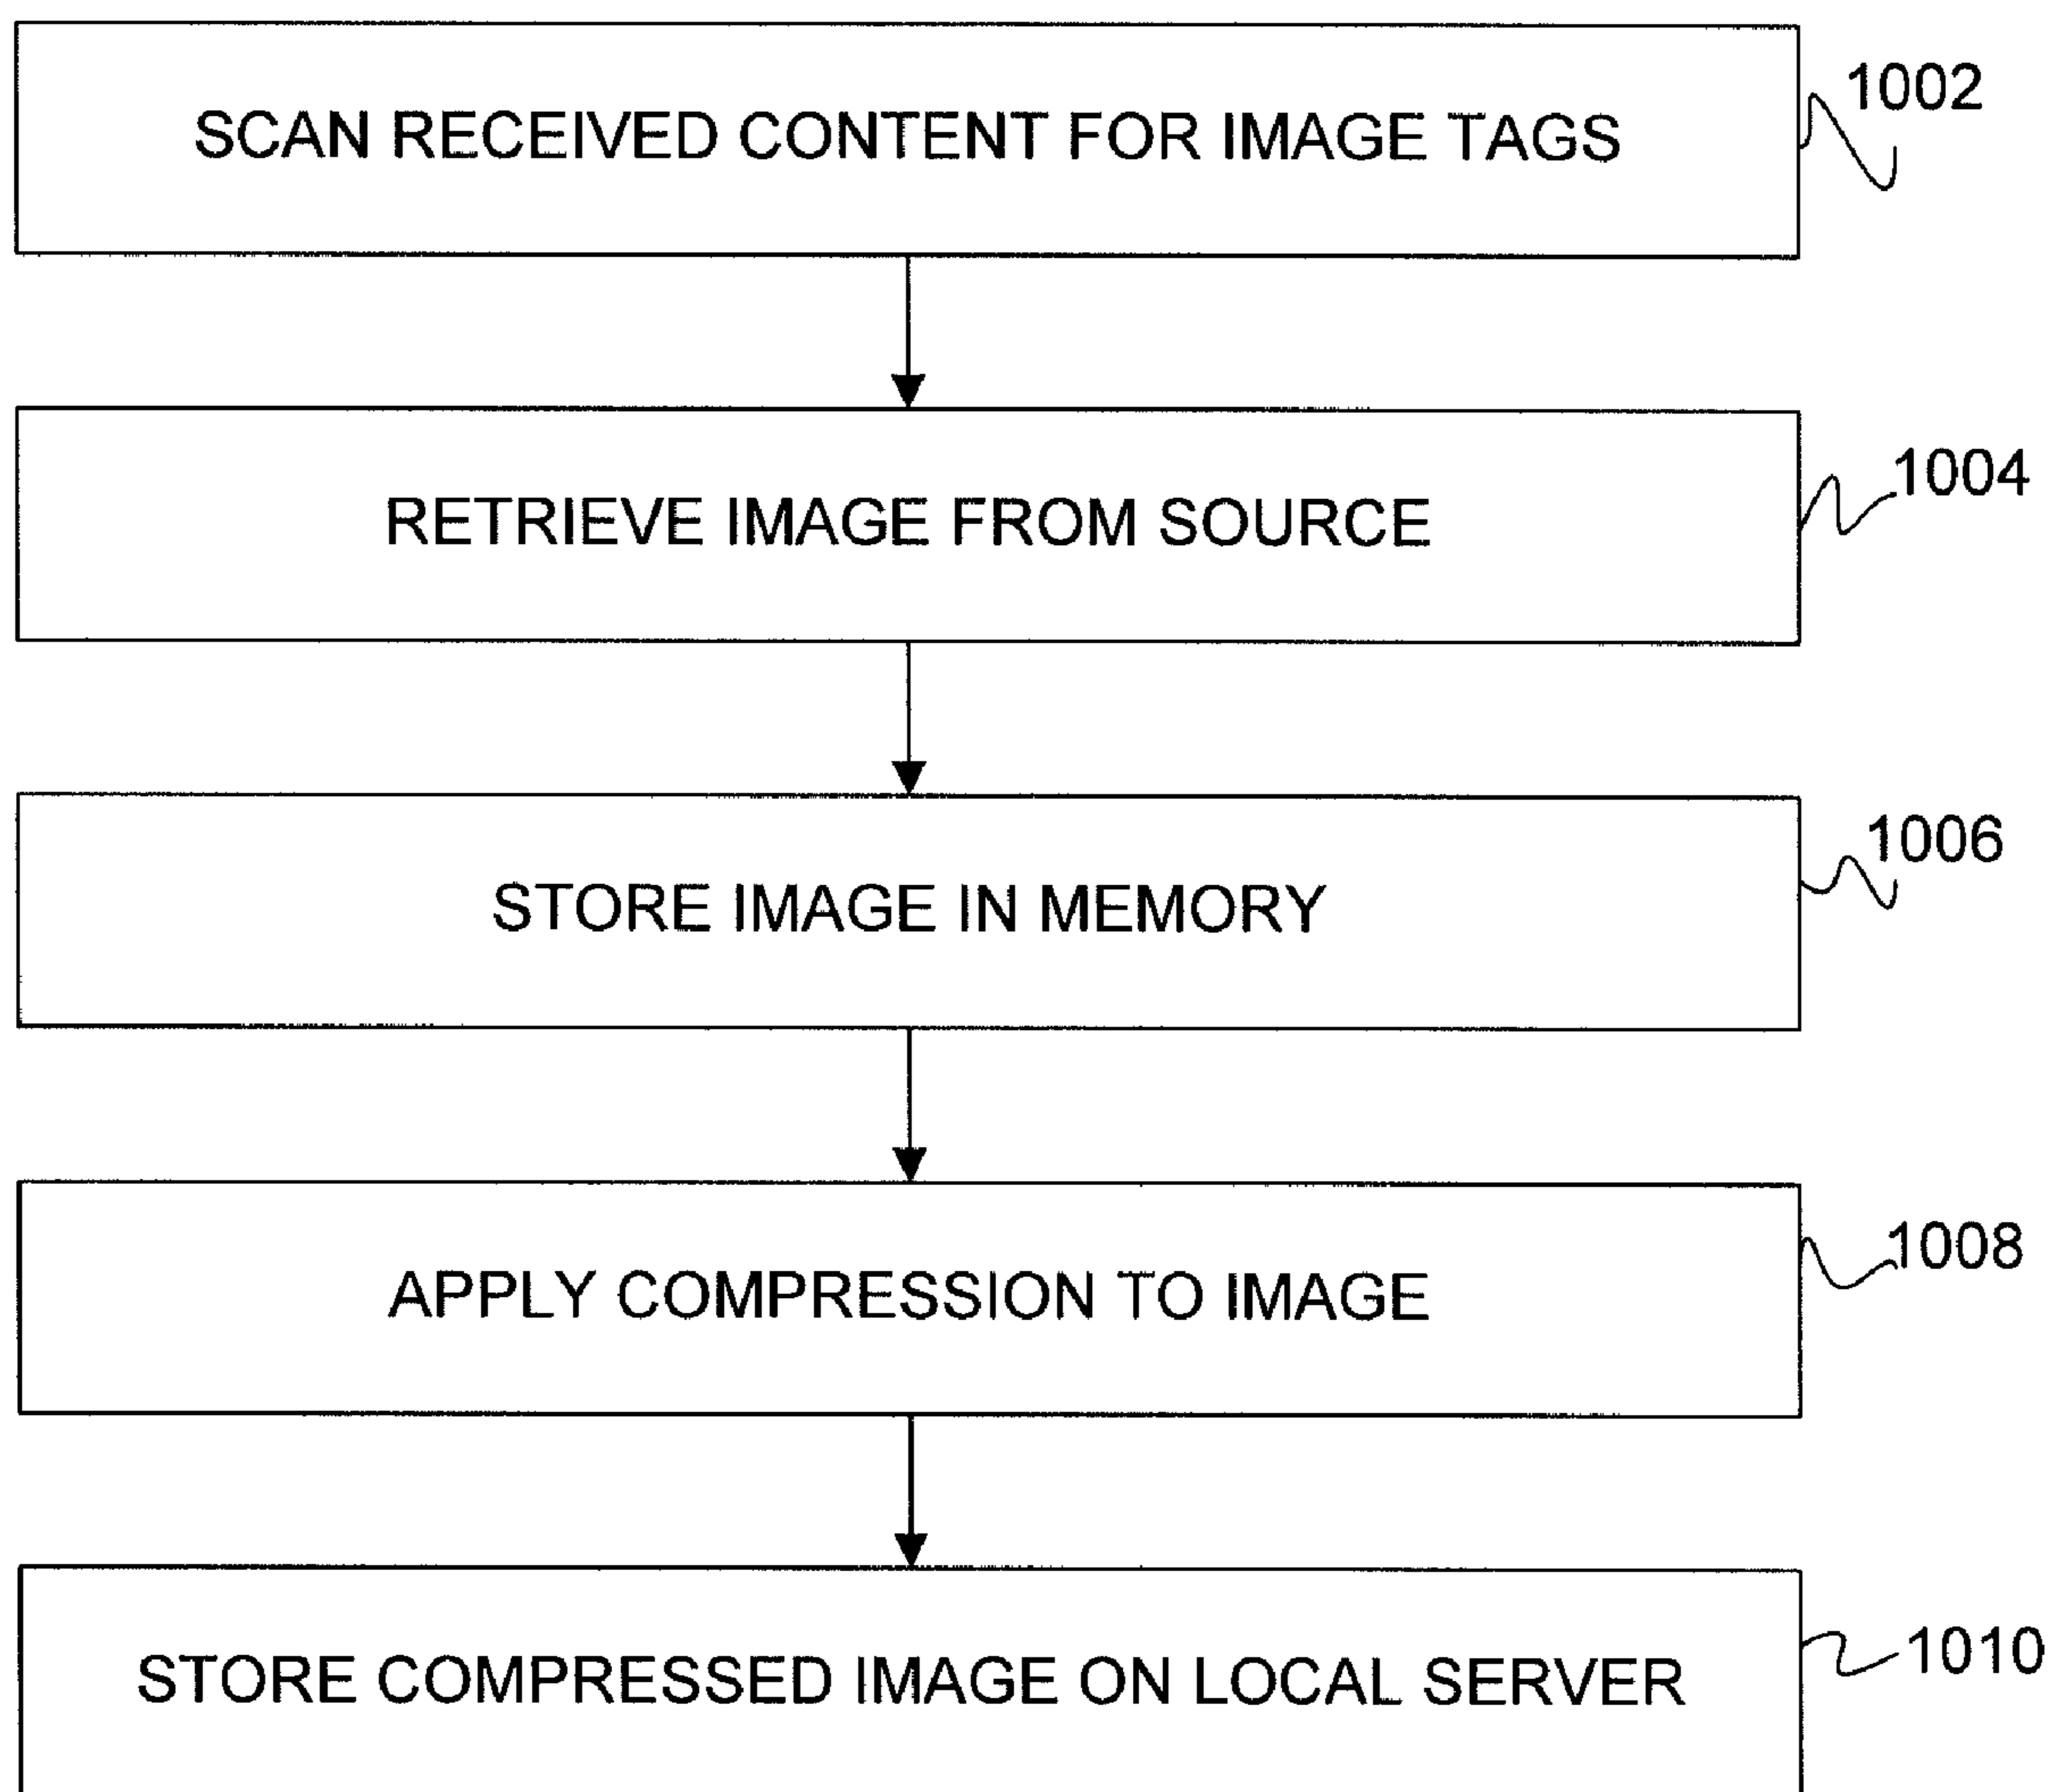 SCAN RECEIVED CONTENT FOR IMAGE TAGS
1002
RETRIEVE IMAGE FROM SOURCE
1004
STORE IMAGE IN MEMORY
1006
APPLY COMPRESSION TO IMAGE
1008
STORE COMPRESSED IMAGE ON LOCAL SERVER
1010